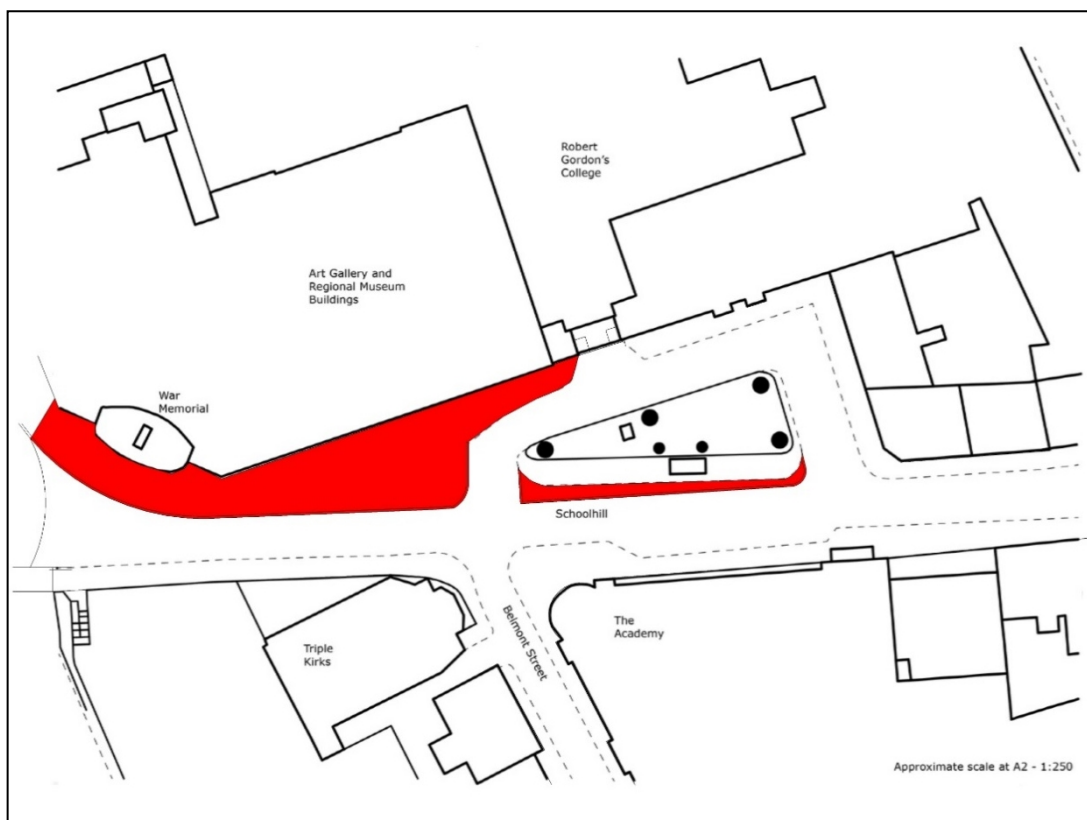 Robert
Gordon's
College
Art Gallery and
Regional Museum
Buildings
War
Memorial
Schoolhill
Triple
Kirks
Belmont Street
The
Academy
Approximate scale at A2 - 1:250